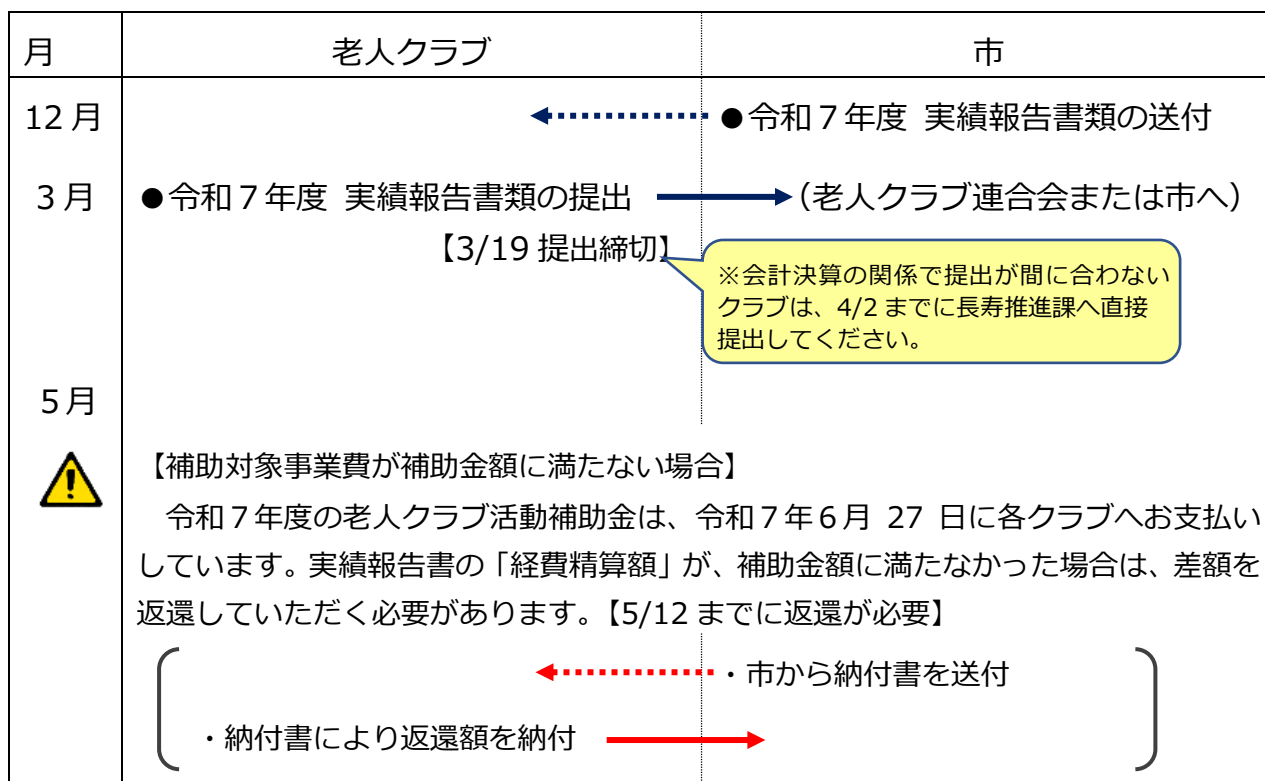 月 老人クラブ 市
12月 ●令和７年度 実績報告書類の送付
３月 ●令和７年度 実績報告書類の提出 （老人クラブ連合会または市へ）
【3/19 提出締切】
※会計決算の関係で提出が間に合わない
クラブは、4/2 までに長寿推進課へ直接
提出してください。
５月
【補助対象事業費が補助金額に満たない場合】
令和７年度の老人クラブ活動補助金は、令和７年６月 27 日に各クラブへお支払い
しています。実績報告書の「経費精算額」が、補助金額に満たなかった場合は、差額を
返還していただく必要があります。【5/12 までに返還が必要】
・市から納付書を送付
・納付書により返還額を納付